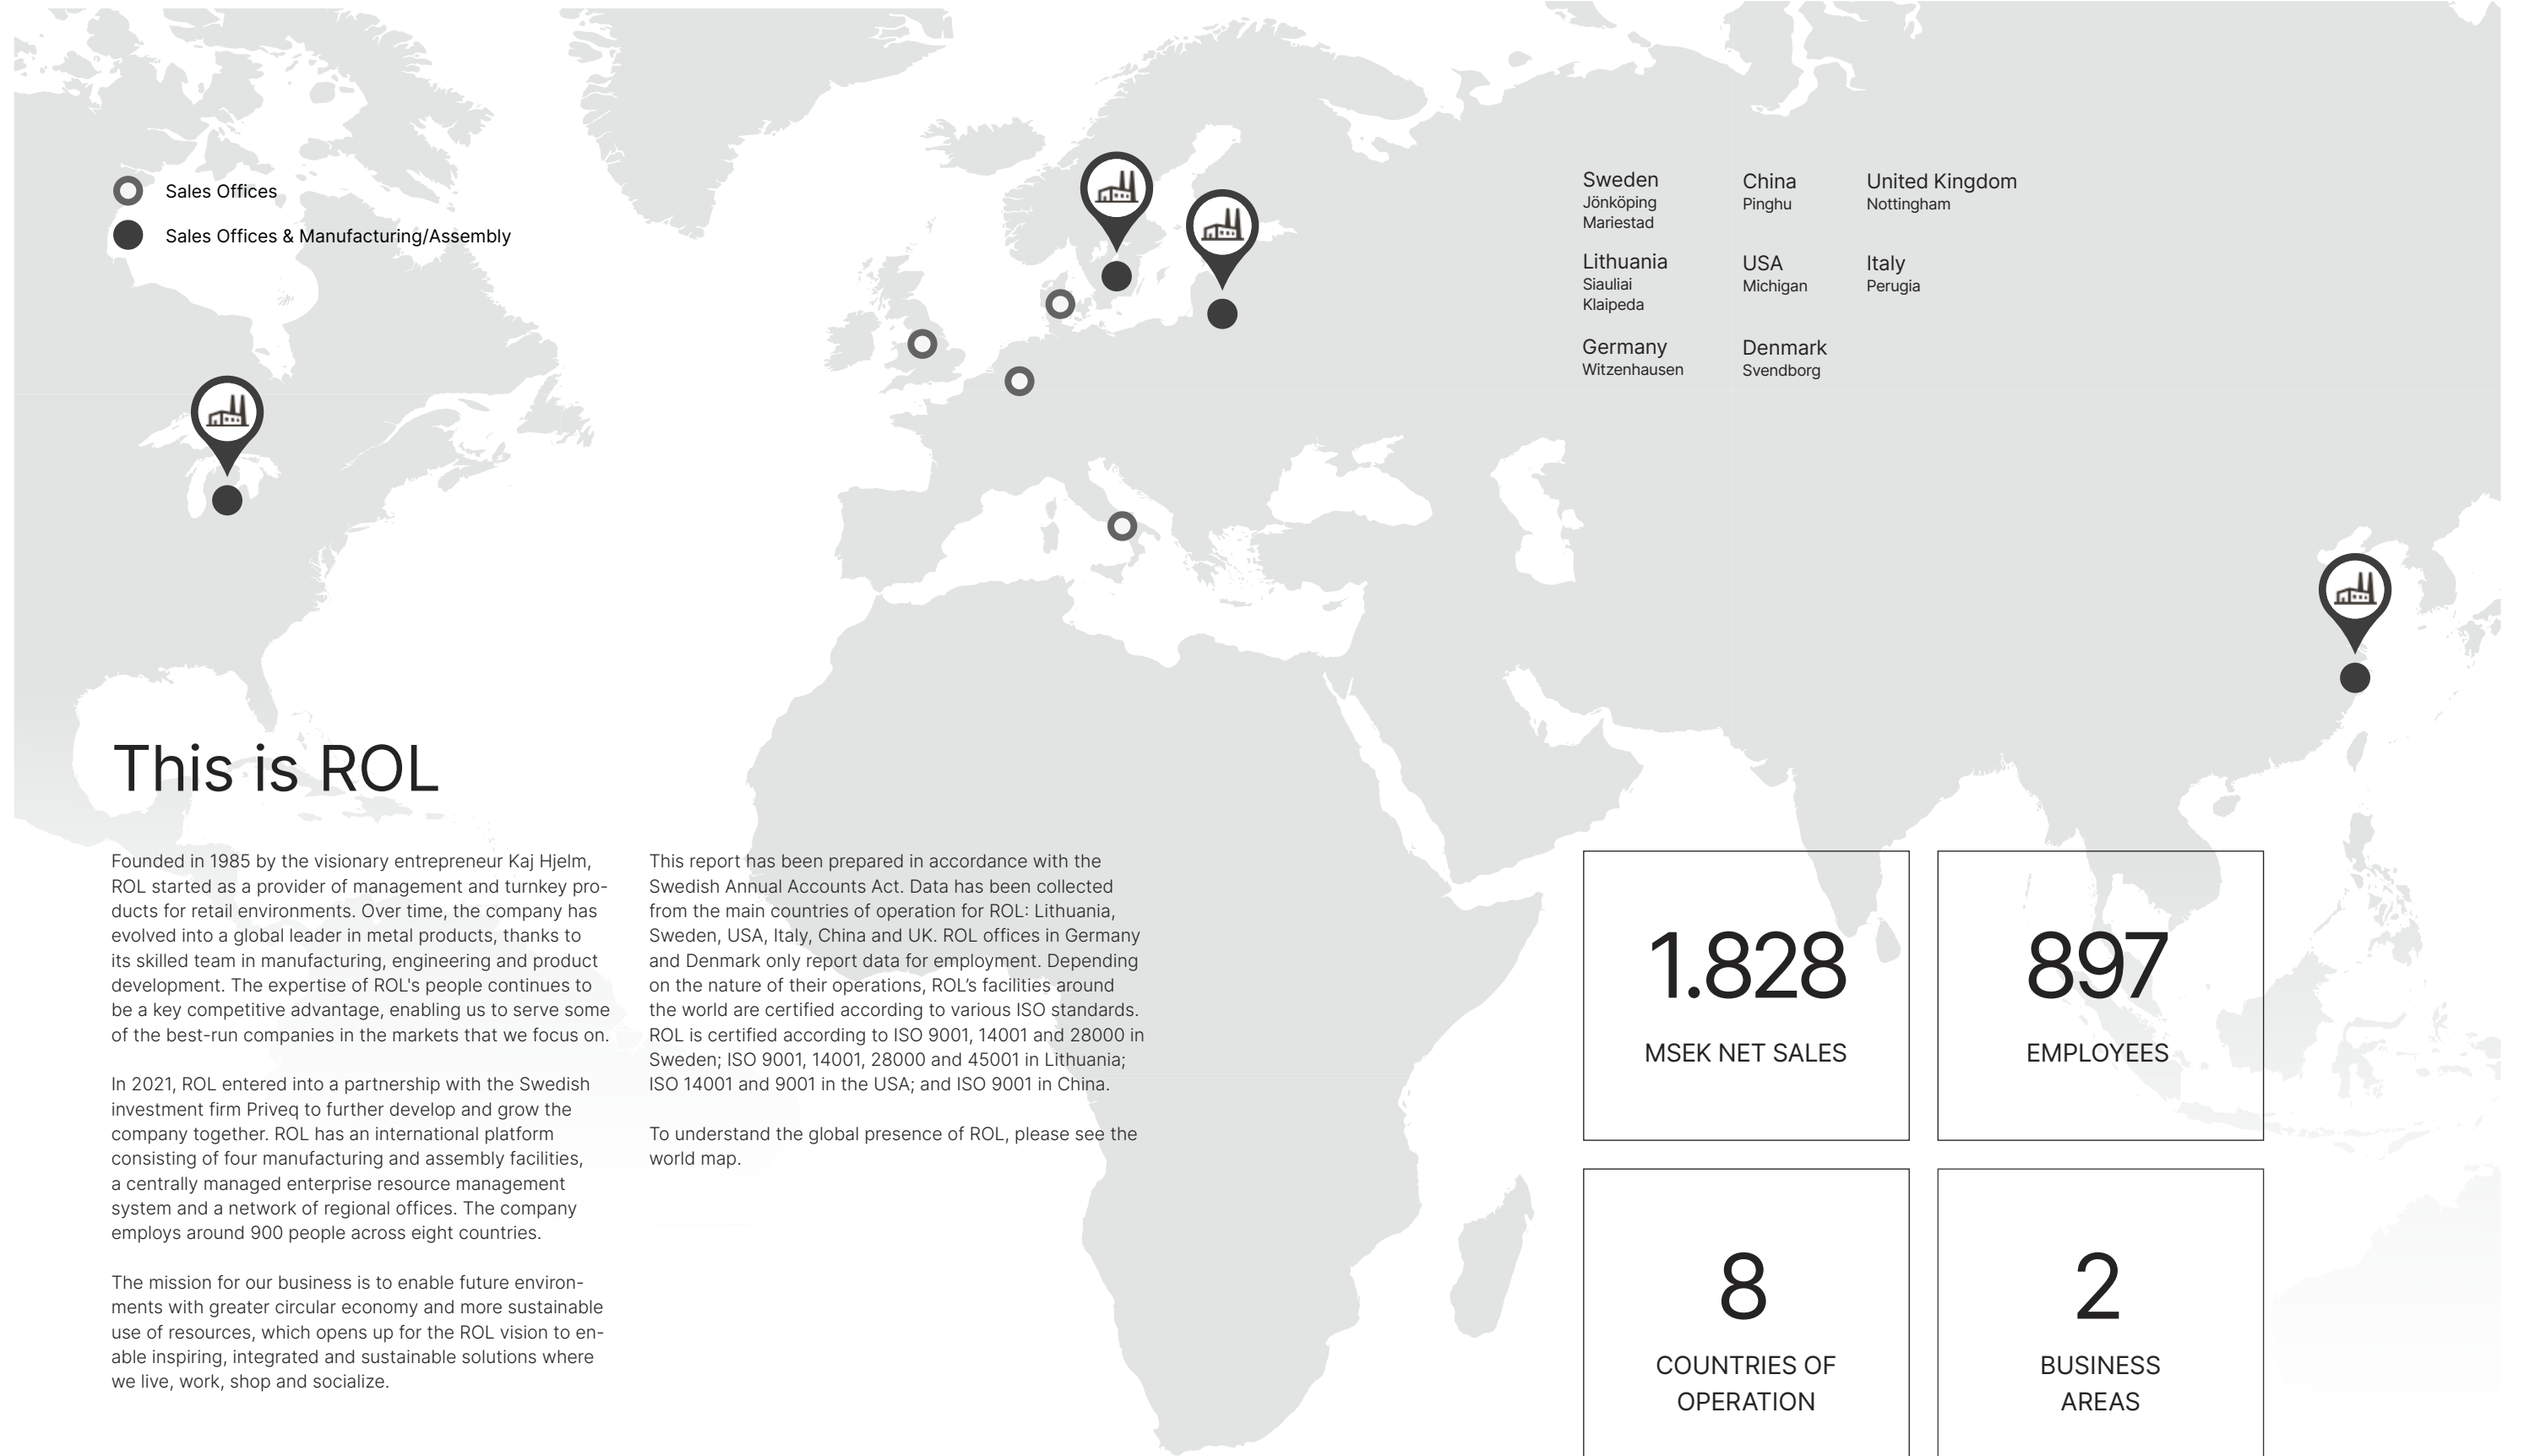 Sales Offices
Sales Offices & Manufacturing/Assembly
Sweden
Jönköping
Mariestad
China
Pinghu
United Kingdom
Nottingham
Lithuania
Siauliai
Klaipeda
USA
Michigan
Italy
Perugia
Germany
Witzenhausen
Denmark
Svendborg
This is ROL
Founded in 1985 by the visionary entrepreneur Kaj Hjelm,
ROL started as a provider of management and turnkey pro-
ducts for retail environments. Over time, the company has
evolved into a global leader in metal products, thanks to
its skilled team in manufacturing, engineering and product
development. The expertise of ROL's people continues to
be a key competitive advantage, enabling us to serve some
of the best-run companies in the markets that we focus on.
In 2021, ROL entered into a partnership with the Swedish
investment firm Priveq to further develop and grow the
company together. ROL has an international platform
consisting of four manufacturing and assembly facilities,
a centrally managed enterprise resource management
system and a network of regional offices. The company
employs around 900 people across eight countries.
The mission for our business is to enable future environ-
ments with greater circular economy and more sustainable
use of resources, which opens up for the ROL vision to en-
able inspiring, integrated and sustainable solutions where
we live, work, shop and socialize.
This report has been prepared in accordance with the
Swedish Annual Accounts Act. Data has been collected
from the main countries of operation for ROL: Lithuania,
Sweden, USA, Italy, China and UK. ROL offices in Germany
and Denmark only report data for employment. Depending
on the nature of their operations, ROL’s facilities around
the world are certified according to various ISO standards.
ROL is certified according to ISO 9001, 14001 and 28000 in
Sweden; ISO 9001, 14001, 28000 and 45001 in Lithuania;
ISO 14001 and 9001 in the USA; and ISO 9001 in China.
To understand the global presence of ROL, please see the
world map.
1.828
MSEK NET SALES
897
EMPLOYEES
8
COUNTRIES OF
OPERATION
2
BUSINESS
AREAS